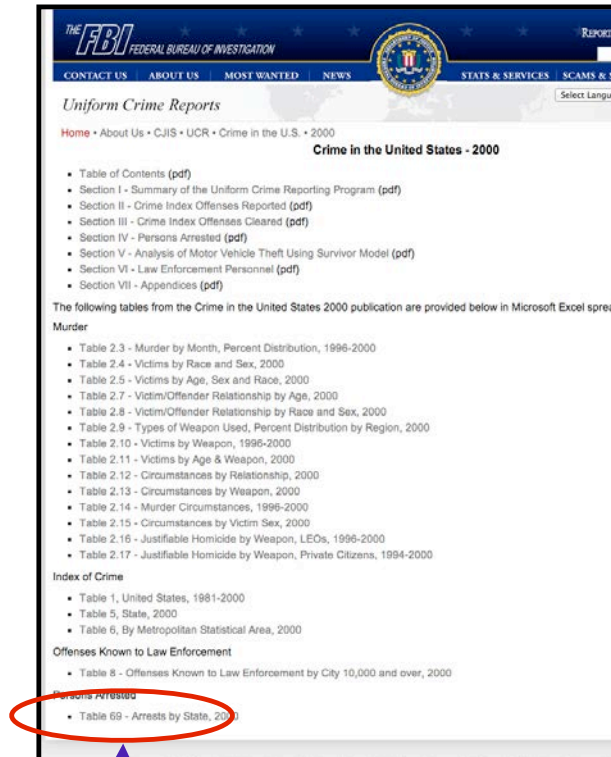 THE FBI FEDERAL BUREAU OF INVESTIGATION
REPORT
CONTACT US ABOUT US MOST WANTED NEWS STATS & SERVICES SCAMS &
Select Langu
Uniform Crime Reports
Home • About Us • CJIS • UCR • Crime in the U.S. • 2000
Crime in the United States - 2000
• Table of Contents (pdf)
• Section I - Summary of the Uniform Crime Reporting Program (pdf)
• Section II - Crime Index Offenses Reported (pdf)
• Section III - Crime Index Offenses Cleared (pdf)
• Section IV - Persons Arrested (pdf)
• Section V - Analysis of Motor Vehicle Theft Using Survivor Model (pdf)
• Section VI - Law Enforcement Personnel (pdf)
• Section VII - Appendices (pdf)
The following tables from the Crime in the United States 2000 publication are provided below in Microsoft Excel sprea
Murder
• Table 2.3 - Murder by Month, Percent Distribution, 1996-2000
• Table 2.4 - Victims by Race and Sex, 2000
• Table 2.5 - Victims by Age, Sex and Race, 2000
• Table 2.7 - Victim/Offender Relationship by Age, 2000
• Table 2.8 - Victim/Offender Relationship by Race and Sex, 2000
• Table 2.9 - Types of Weapon Used, Percent Distribution by Region, 2000
• Table 2.10 - Victims by Weapon, 1996-2000
• Table 2.11 - Victims by Age & Weapon, 2000
• Table 2.12 - Circumstances by Relationship, 2000
• Table 2.13 - Circumstances by Weapon, 2000
• Table 2.14 - Murder Circumstances, 1996-2000
• Table 2.15 - Circumstances by Victim Sex, 2000
• Table 2.16 - Justifiable Homicide by Weapon, LEOs, 1996-2000
• Table 2.17 - Justifiable Homicide by Weapon, Private Citizens, 1994-2000
Index of Crime
• Table 1, United States, 1981-2000
• Table 5, State, 2000
• Table 6, By Metropolitan Statistical Area, 2000
Offenses Known to Law Enforcement
• Table 8 - Offenses Known to Law Enforcement by City 10,000 and over, 2000
Persons Arrested
• Table 69 - Arrests by State, 2000